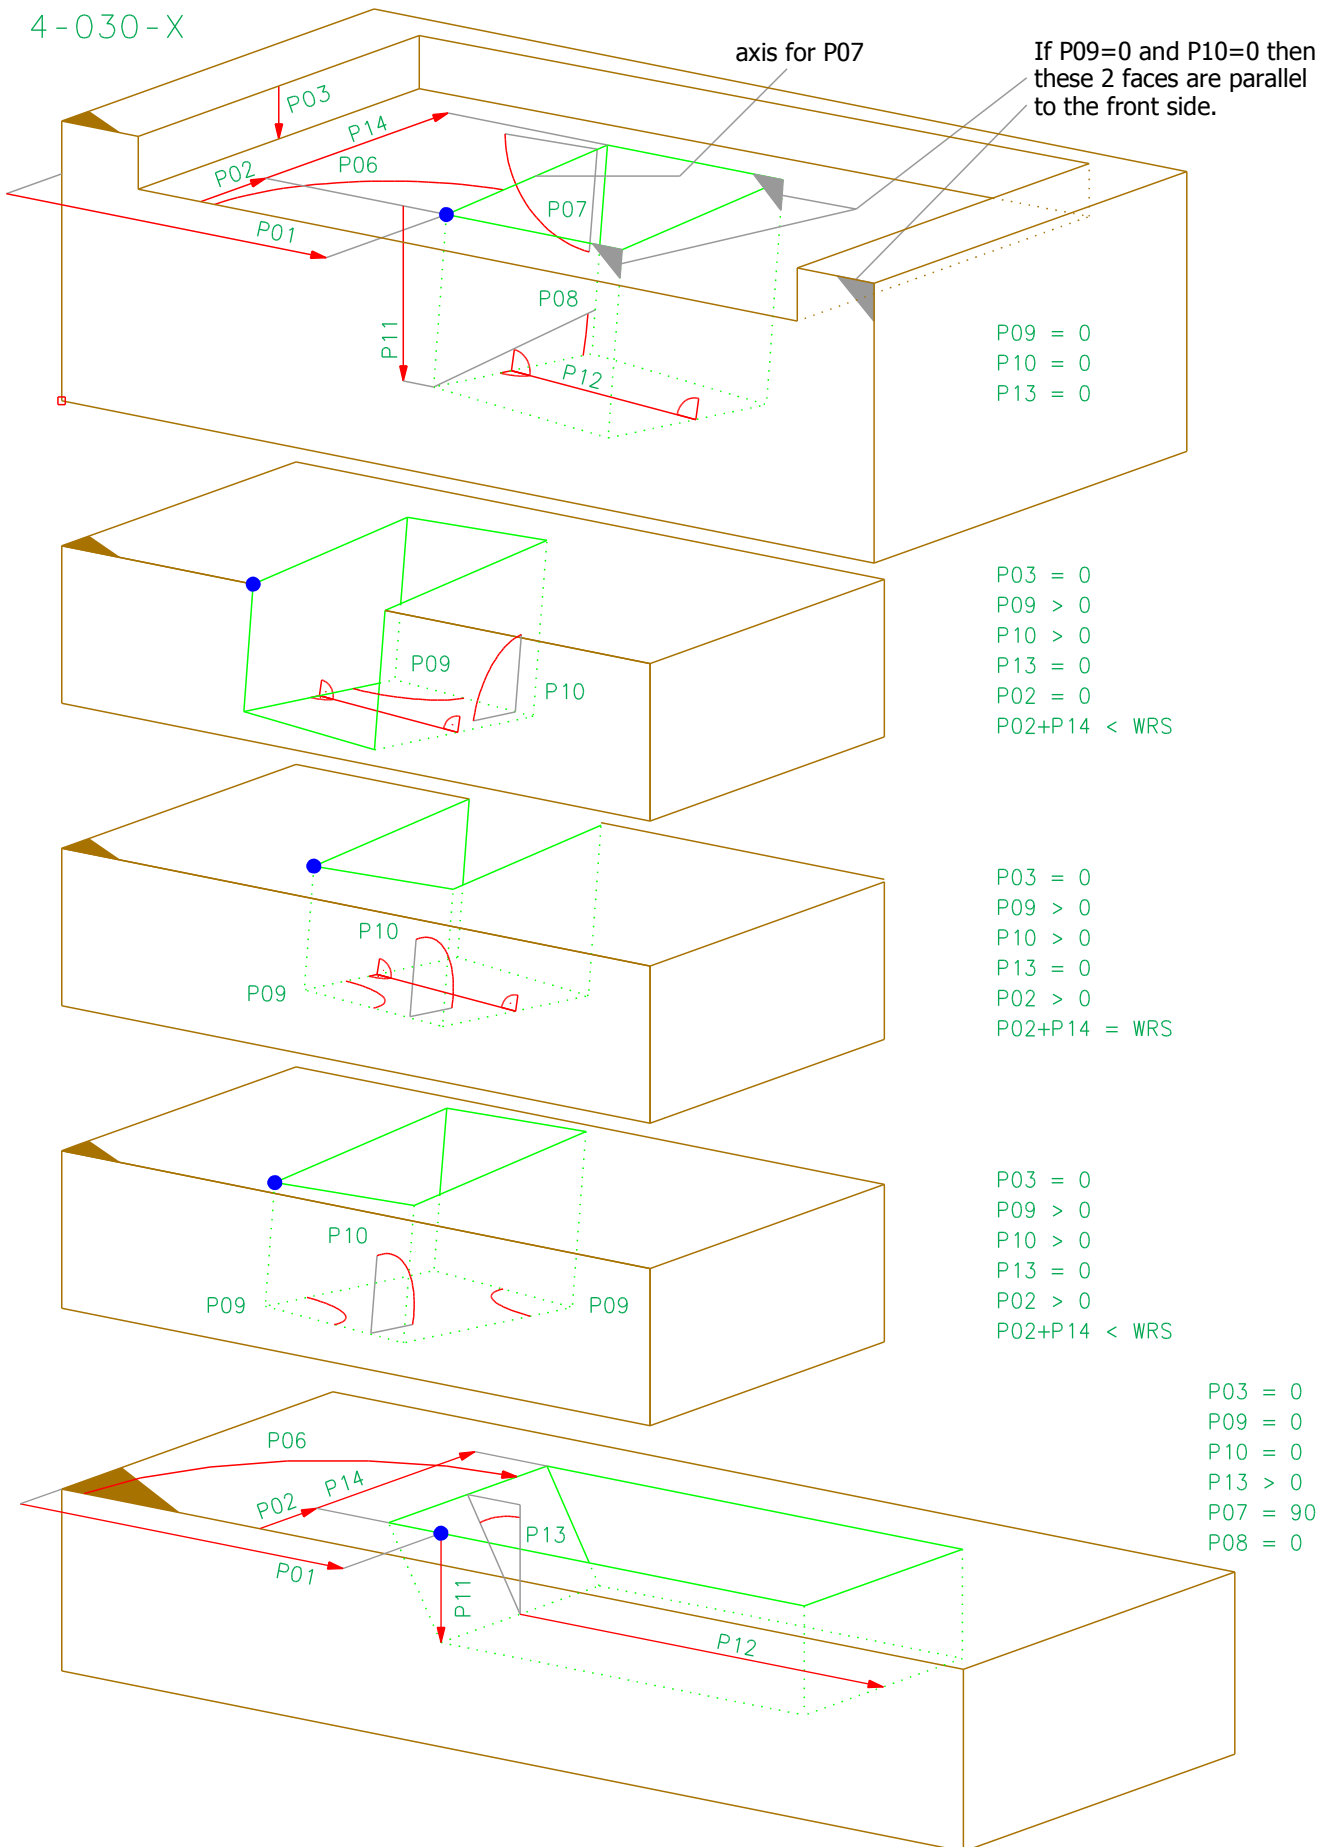 4-030-X
axis for P07
If P09=0 and P10=0 then
these 2 faces are parallel
to the front side.
P03
P14
P02
P06
P07
P01
P08
P11
P12
P09 = 0
P10 = 0
P13 = 0
P09
P10
P03 = 0
P09 > 0
P10 > 0
P13 = 0
P02 = 0
P02+P14 < WRS
P10
P09
P03 = 0
P09 > 0
P10 > 0
P13 = 0
P02 > 0
P02+P14 = WRS
P10
P09
P09
P03 = 0
P09 > 0
P10 > 0
P13 = 0
P02 > 0
P02+P14 < WRS
P06
P14
P02
P13
P01
P11
P12
P03 = 0
P09 = 0
P10 = 0
P13 > 0
P07 = 90
P08 = 0